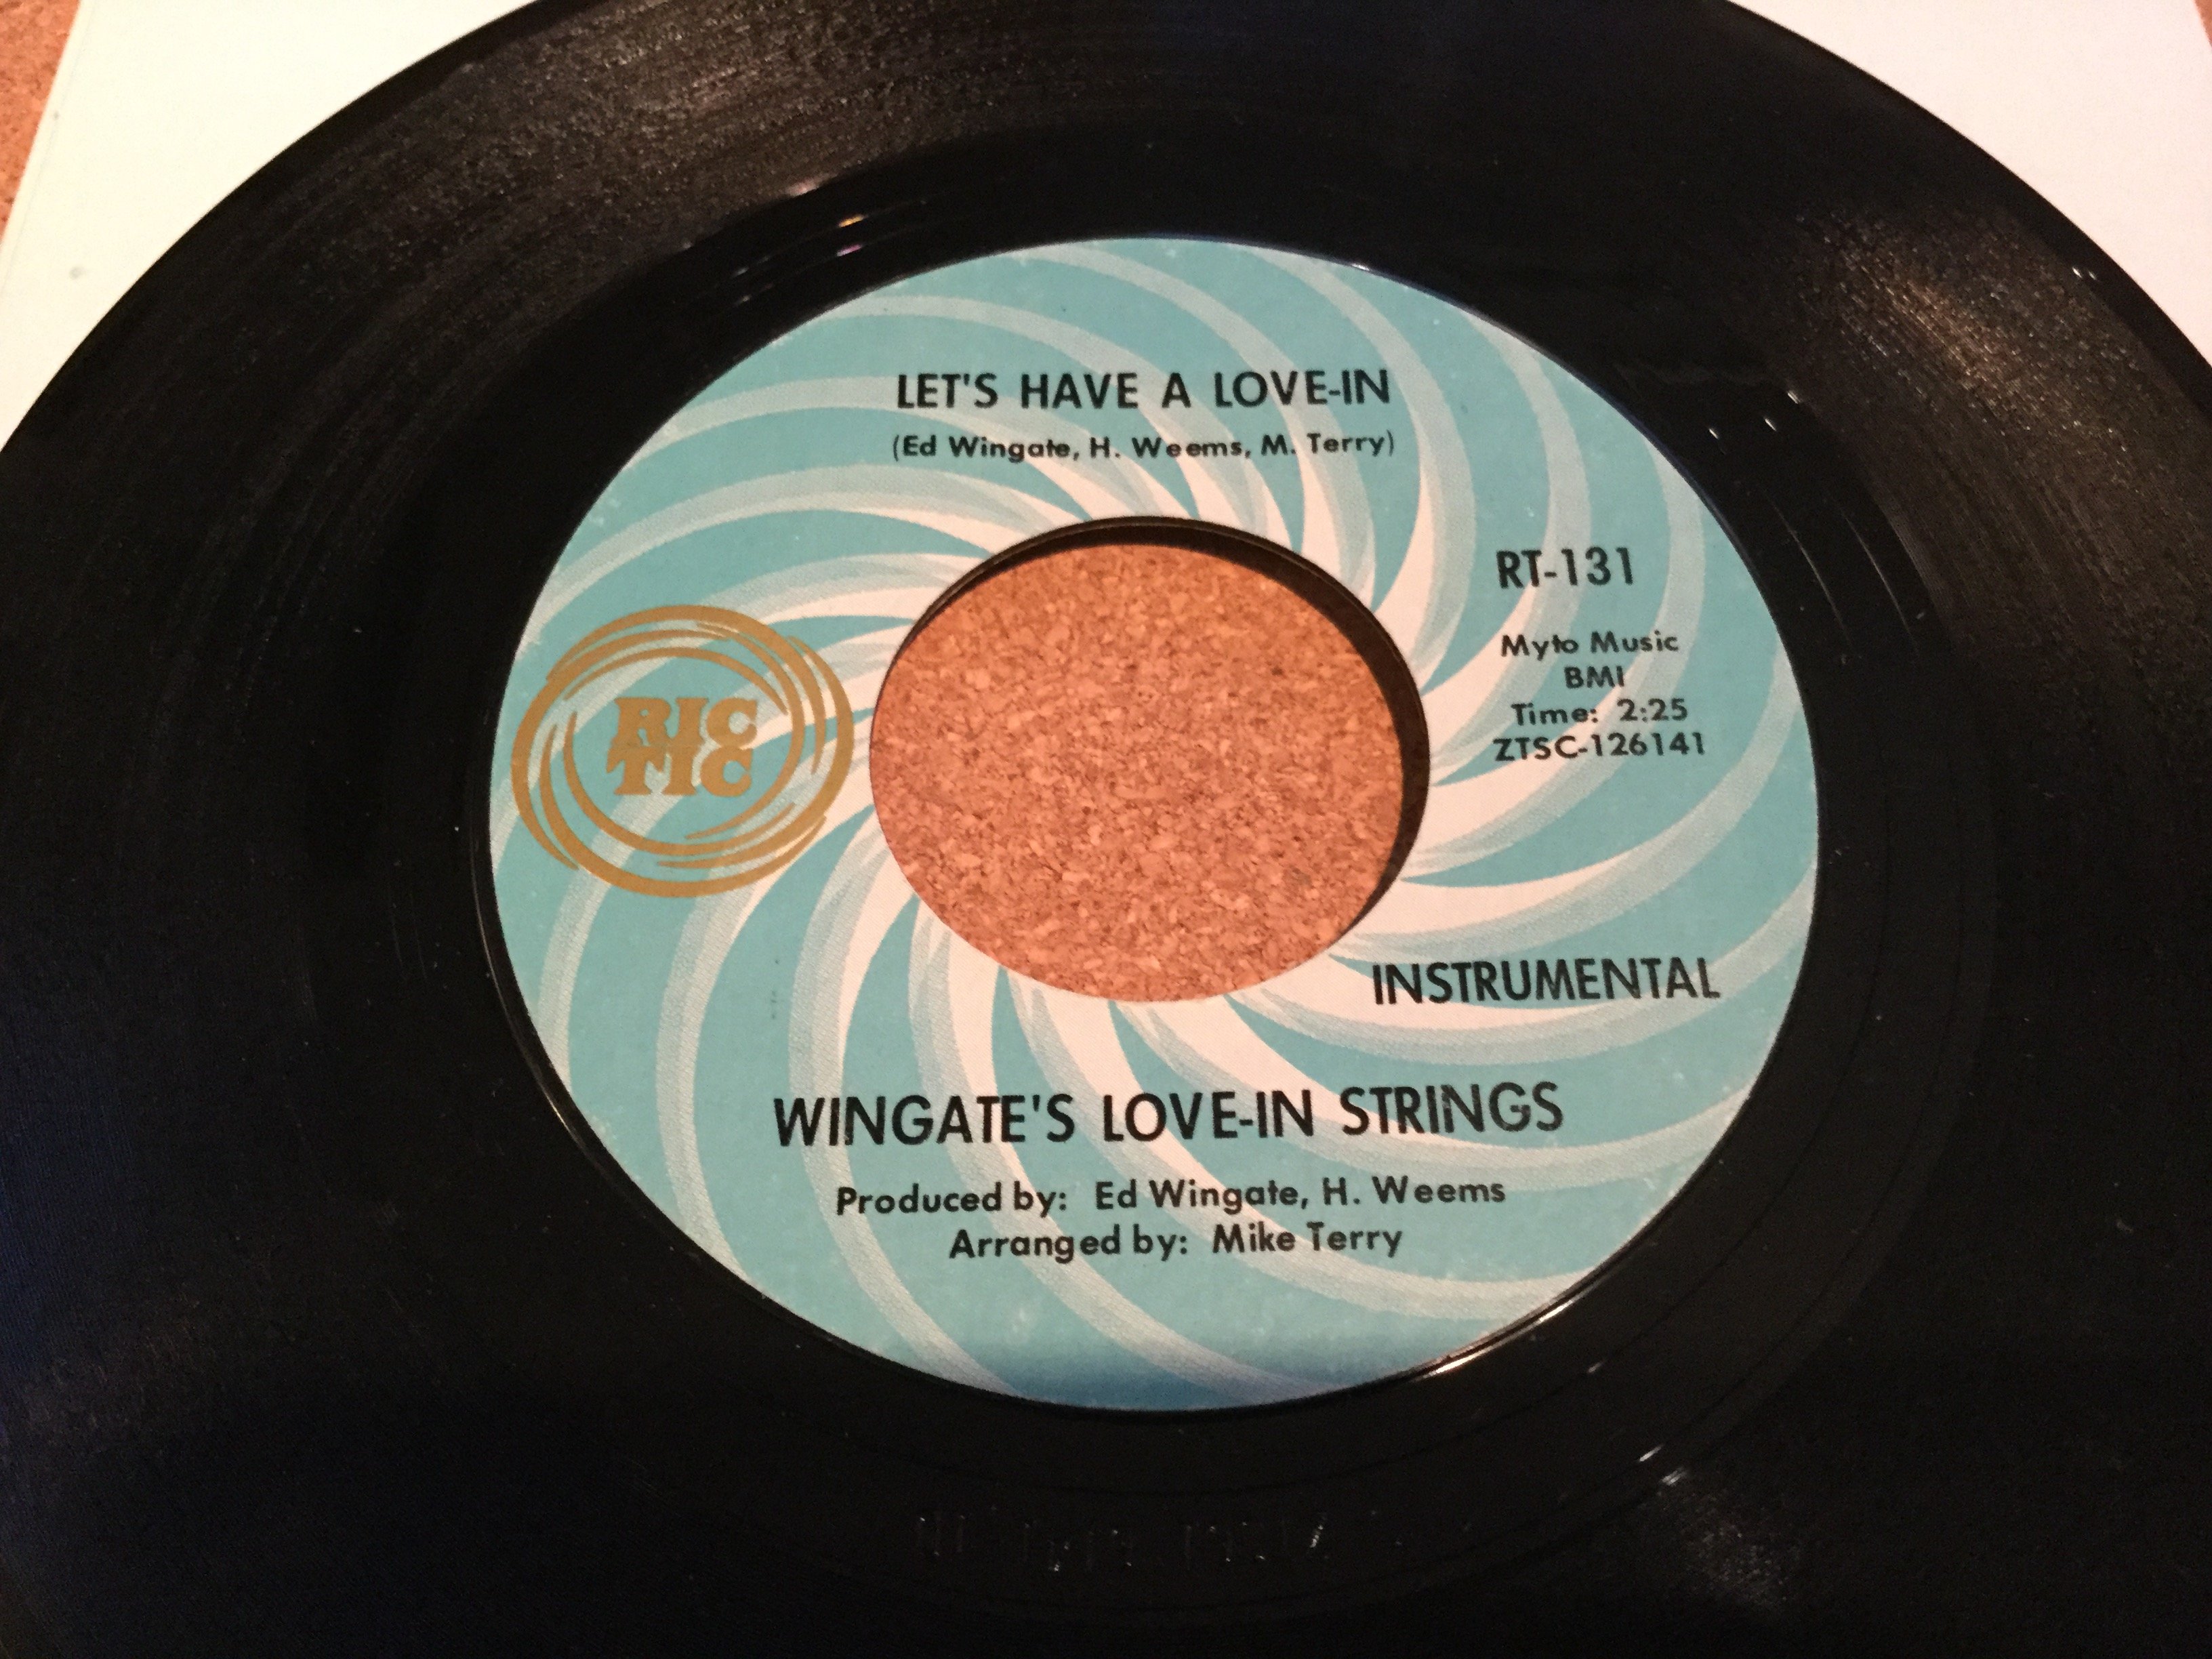 LET'S HAVE A LOVE-IN
(Ed Wingate, H. Weems, M. Terry)
RT-131
Myto Music
BMI
Time: 2:25
ZTSC-126141
RIC
TIC
INSTRUMENTAL
WINGATE'S LOVE-IN STRINGS
Produced by: Ed Wingate, H. Weems
Arranged by: Mike Terry